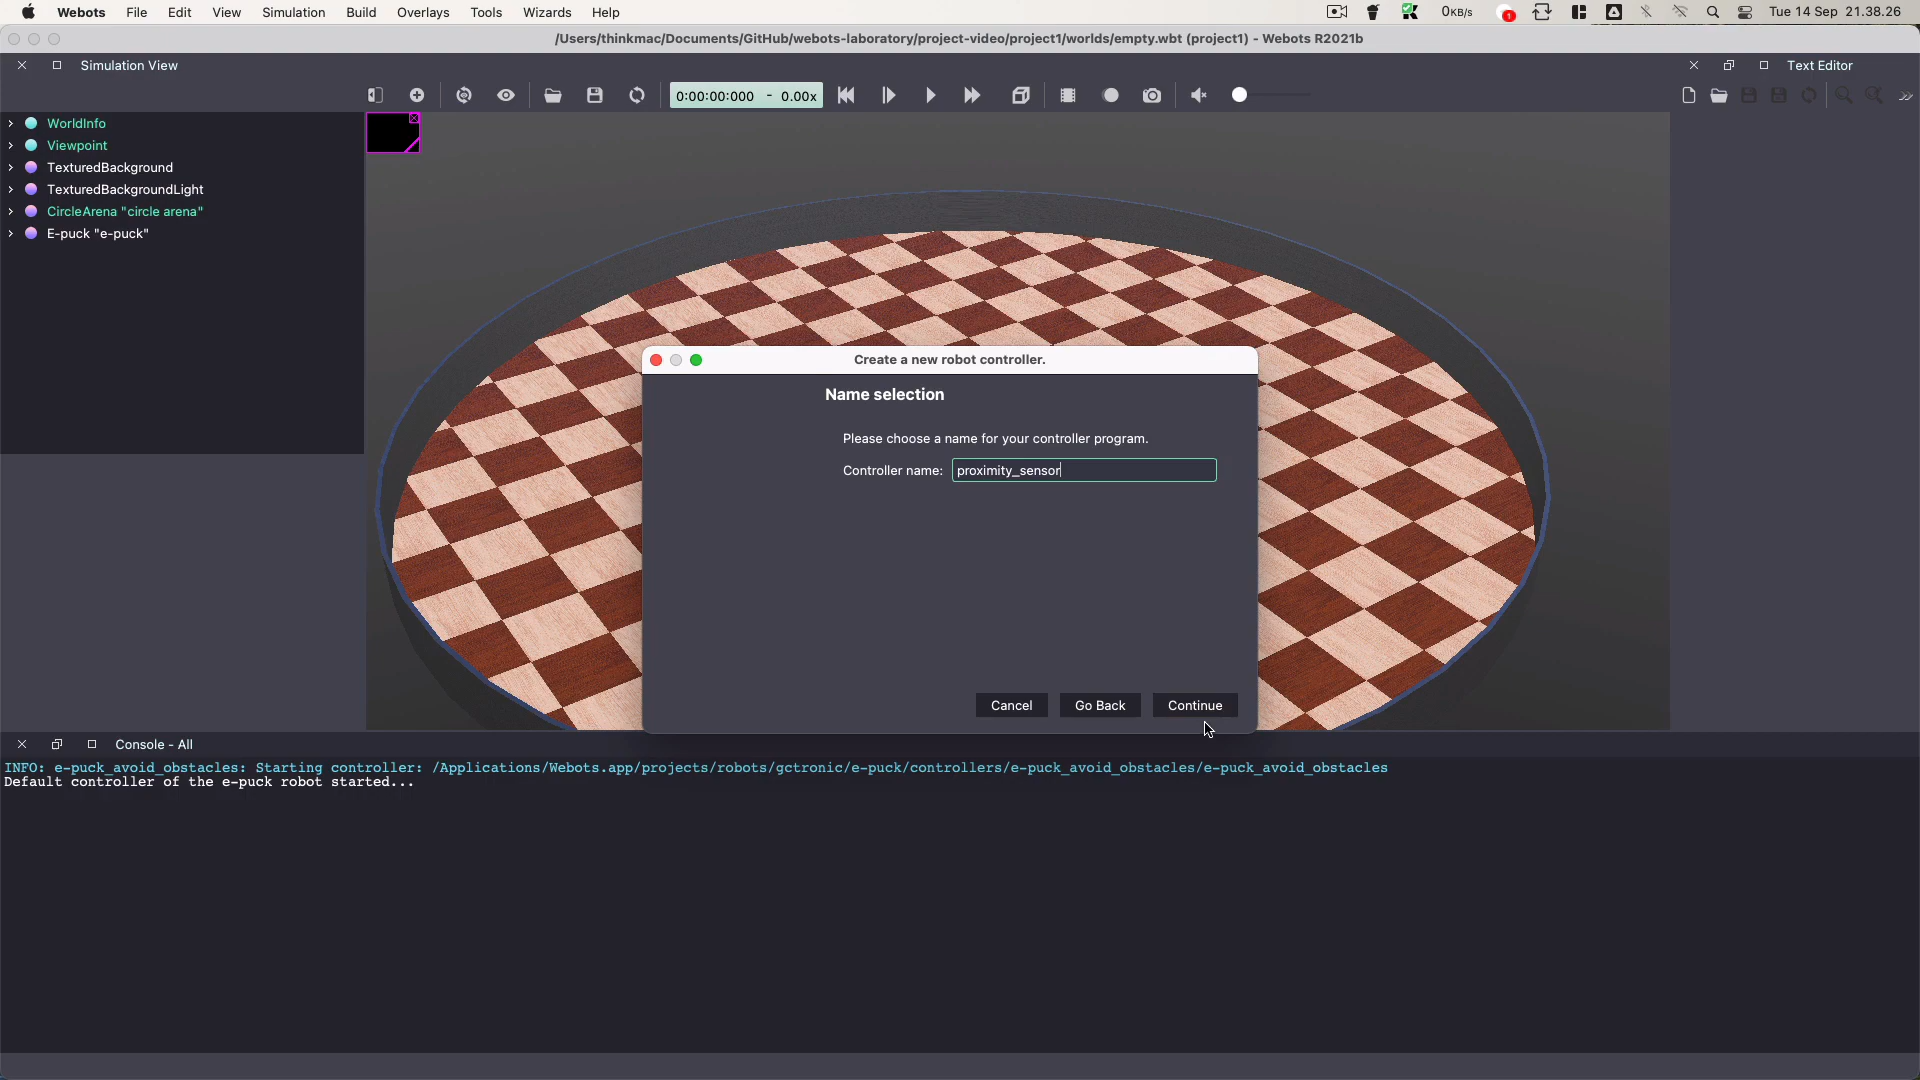 Webots File Edit View Simulation Build Overlays Tools Wizards Help 0KB/s 1 Tue 14 Sep 21.38.26
/Users/thinkmac/Documents/GitHub/webots-laboratory/project-video/project1/worlds/empty.wbt (project1) - Webots R2021b
Simulation View
Text Editor
0:00:00:000 - 0.00x
WorldInfo
Viewpoint
TexturedBackground
TexturedBackgroundLight
CircleArena "circle arena"
E-puck "e-puck"
Create a new robot controller.
Name selection
Please choose a name for your controller program.
Controller name: proximity_sensor
Cancel Go Back Continue
Console - All
INFO: e-puck_avoid_obstacles: Starting controller: /Applications/Webots.app/projects/robots/gctronic/e-puck/controllers/e-puck_avoid_obstacles/e-puck_avoid_obstacles
Default controller of the e-puck robot started...